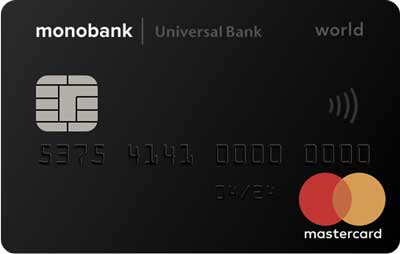 monobank | Universal Bank world
5375 4141 0000 0000
04/24
mastercard